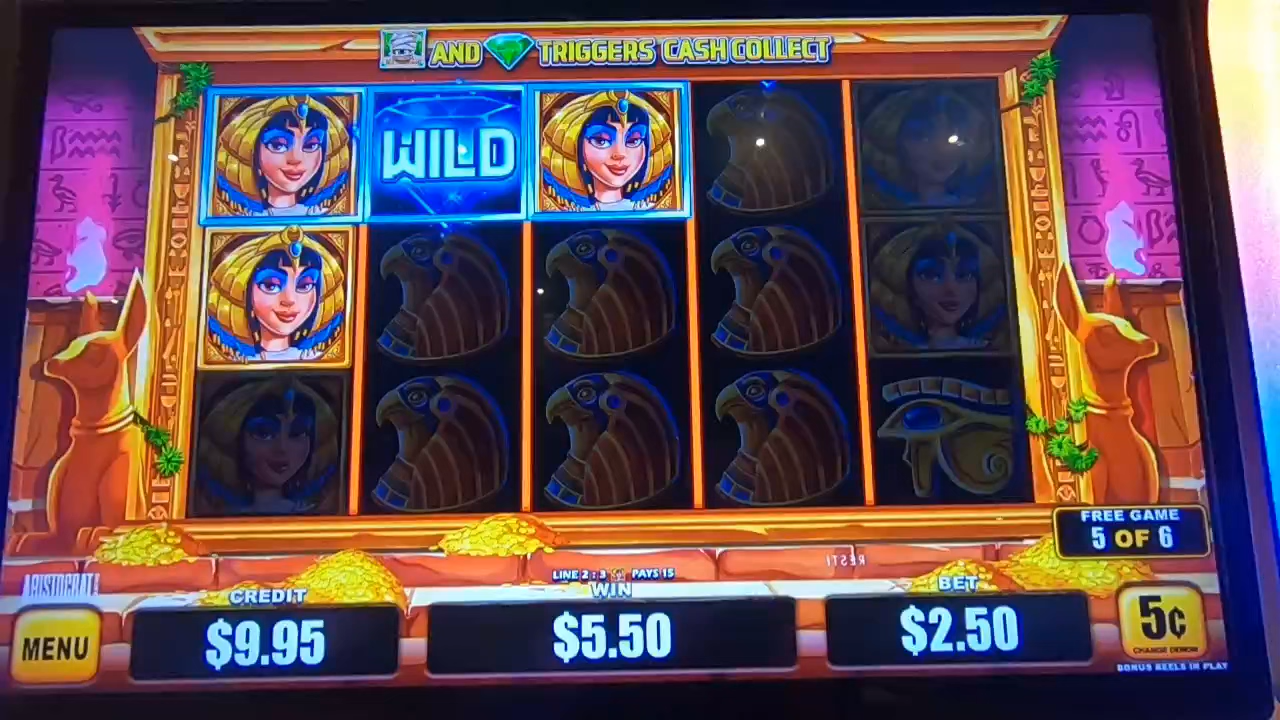 AND TRIGGERS CASH COLLECT
WILD
FREE GAME
5 OF 6
LINE 2 : 3 PAYS 15
ARISTOCRAT
CREDIT
WIN
BET
MENU
$9.95
$5.50
$2.50
5¢
CHANGE DENOM
BONUS REELS IN PLAY